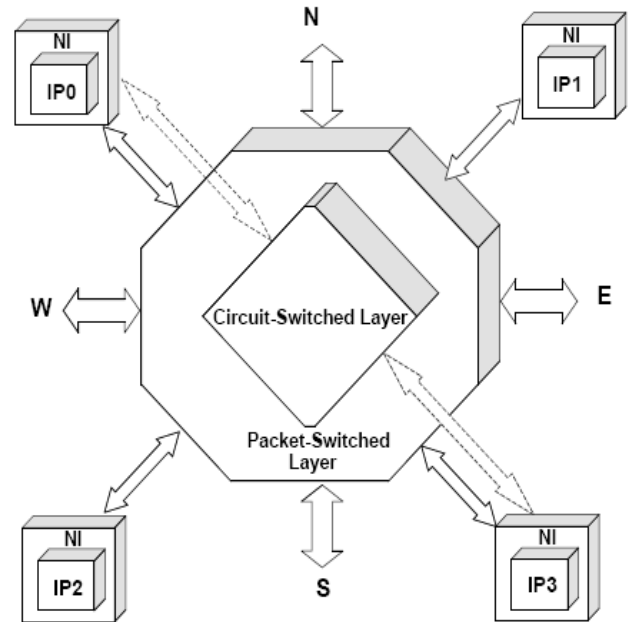 N
NI
IP0
NI
IP1
W
E
Circuit-Switched Layer
Packet-Switched
Layer
NI
IP2
S
NI
IP3